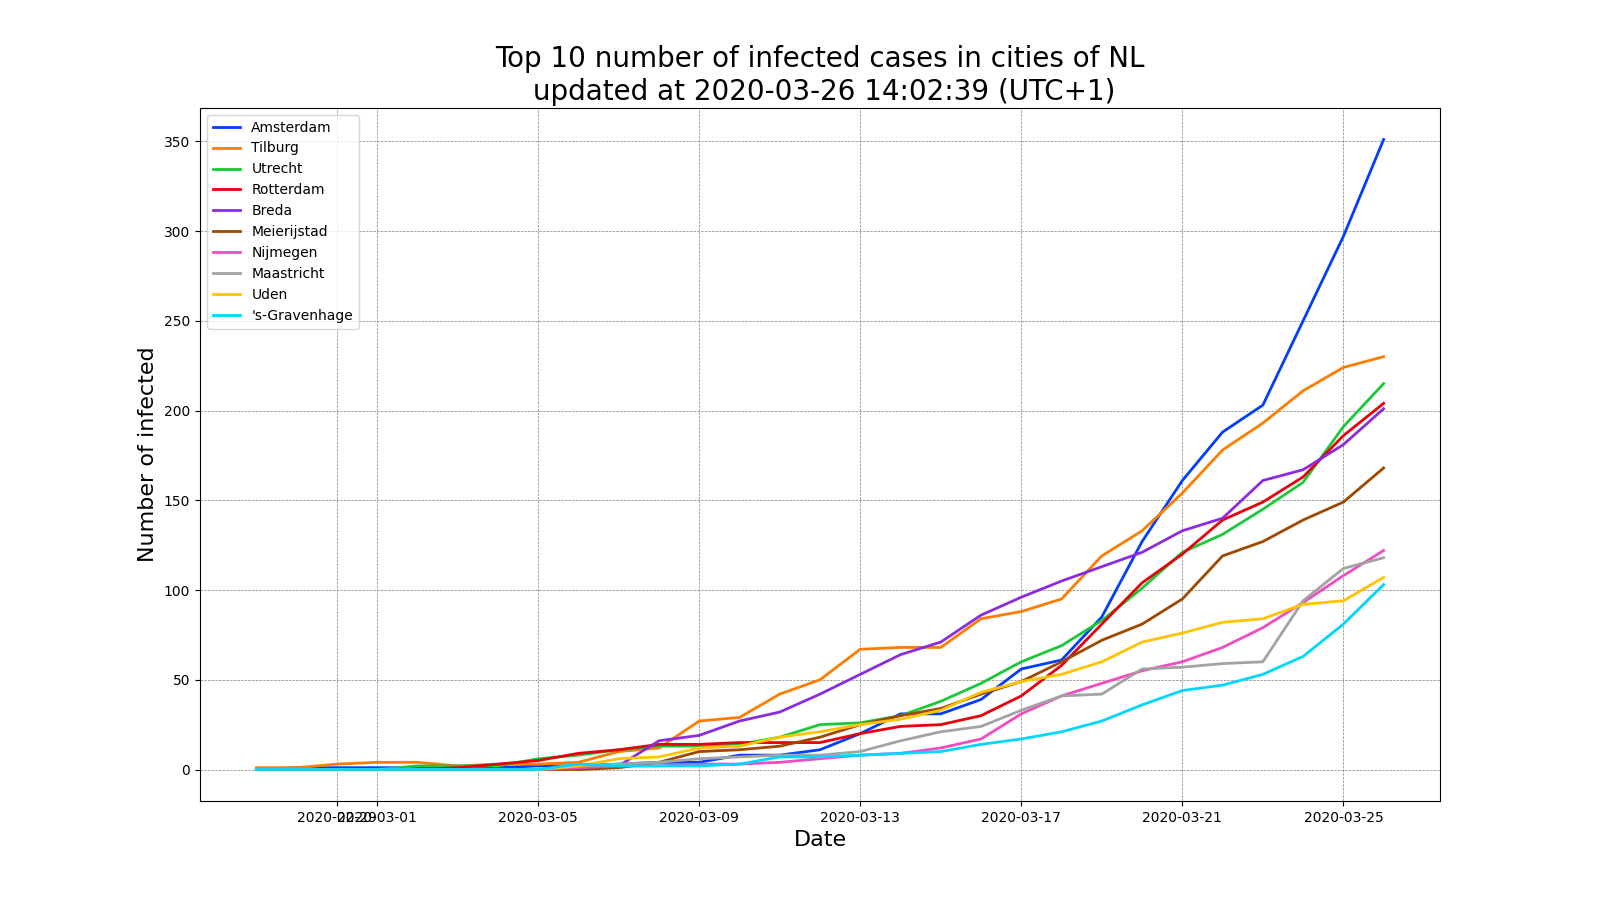 Top 10 number of infected cases in cities of NL
updated at 2020-03-26 14:02:39 (UTC+1)
Amsterdam
Tilburg
Utrecht
Rotterdam
Breda
Meierijstad
Nijmegen
Maastricht
Uden
's-Gravenhage
Number of infected
350
300
250
200
150
100
50
0
2020-02-29 2020-03-01 2020-03-05 2020-03-09 2020-03-13 2020-03-17 2020-03-21 2020-03-25
Date